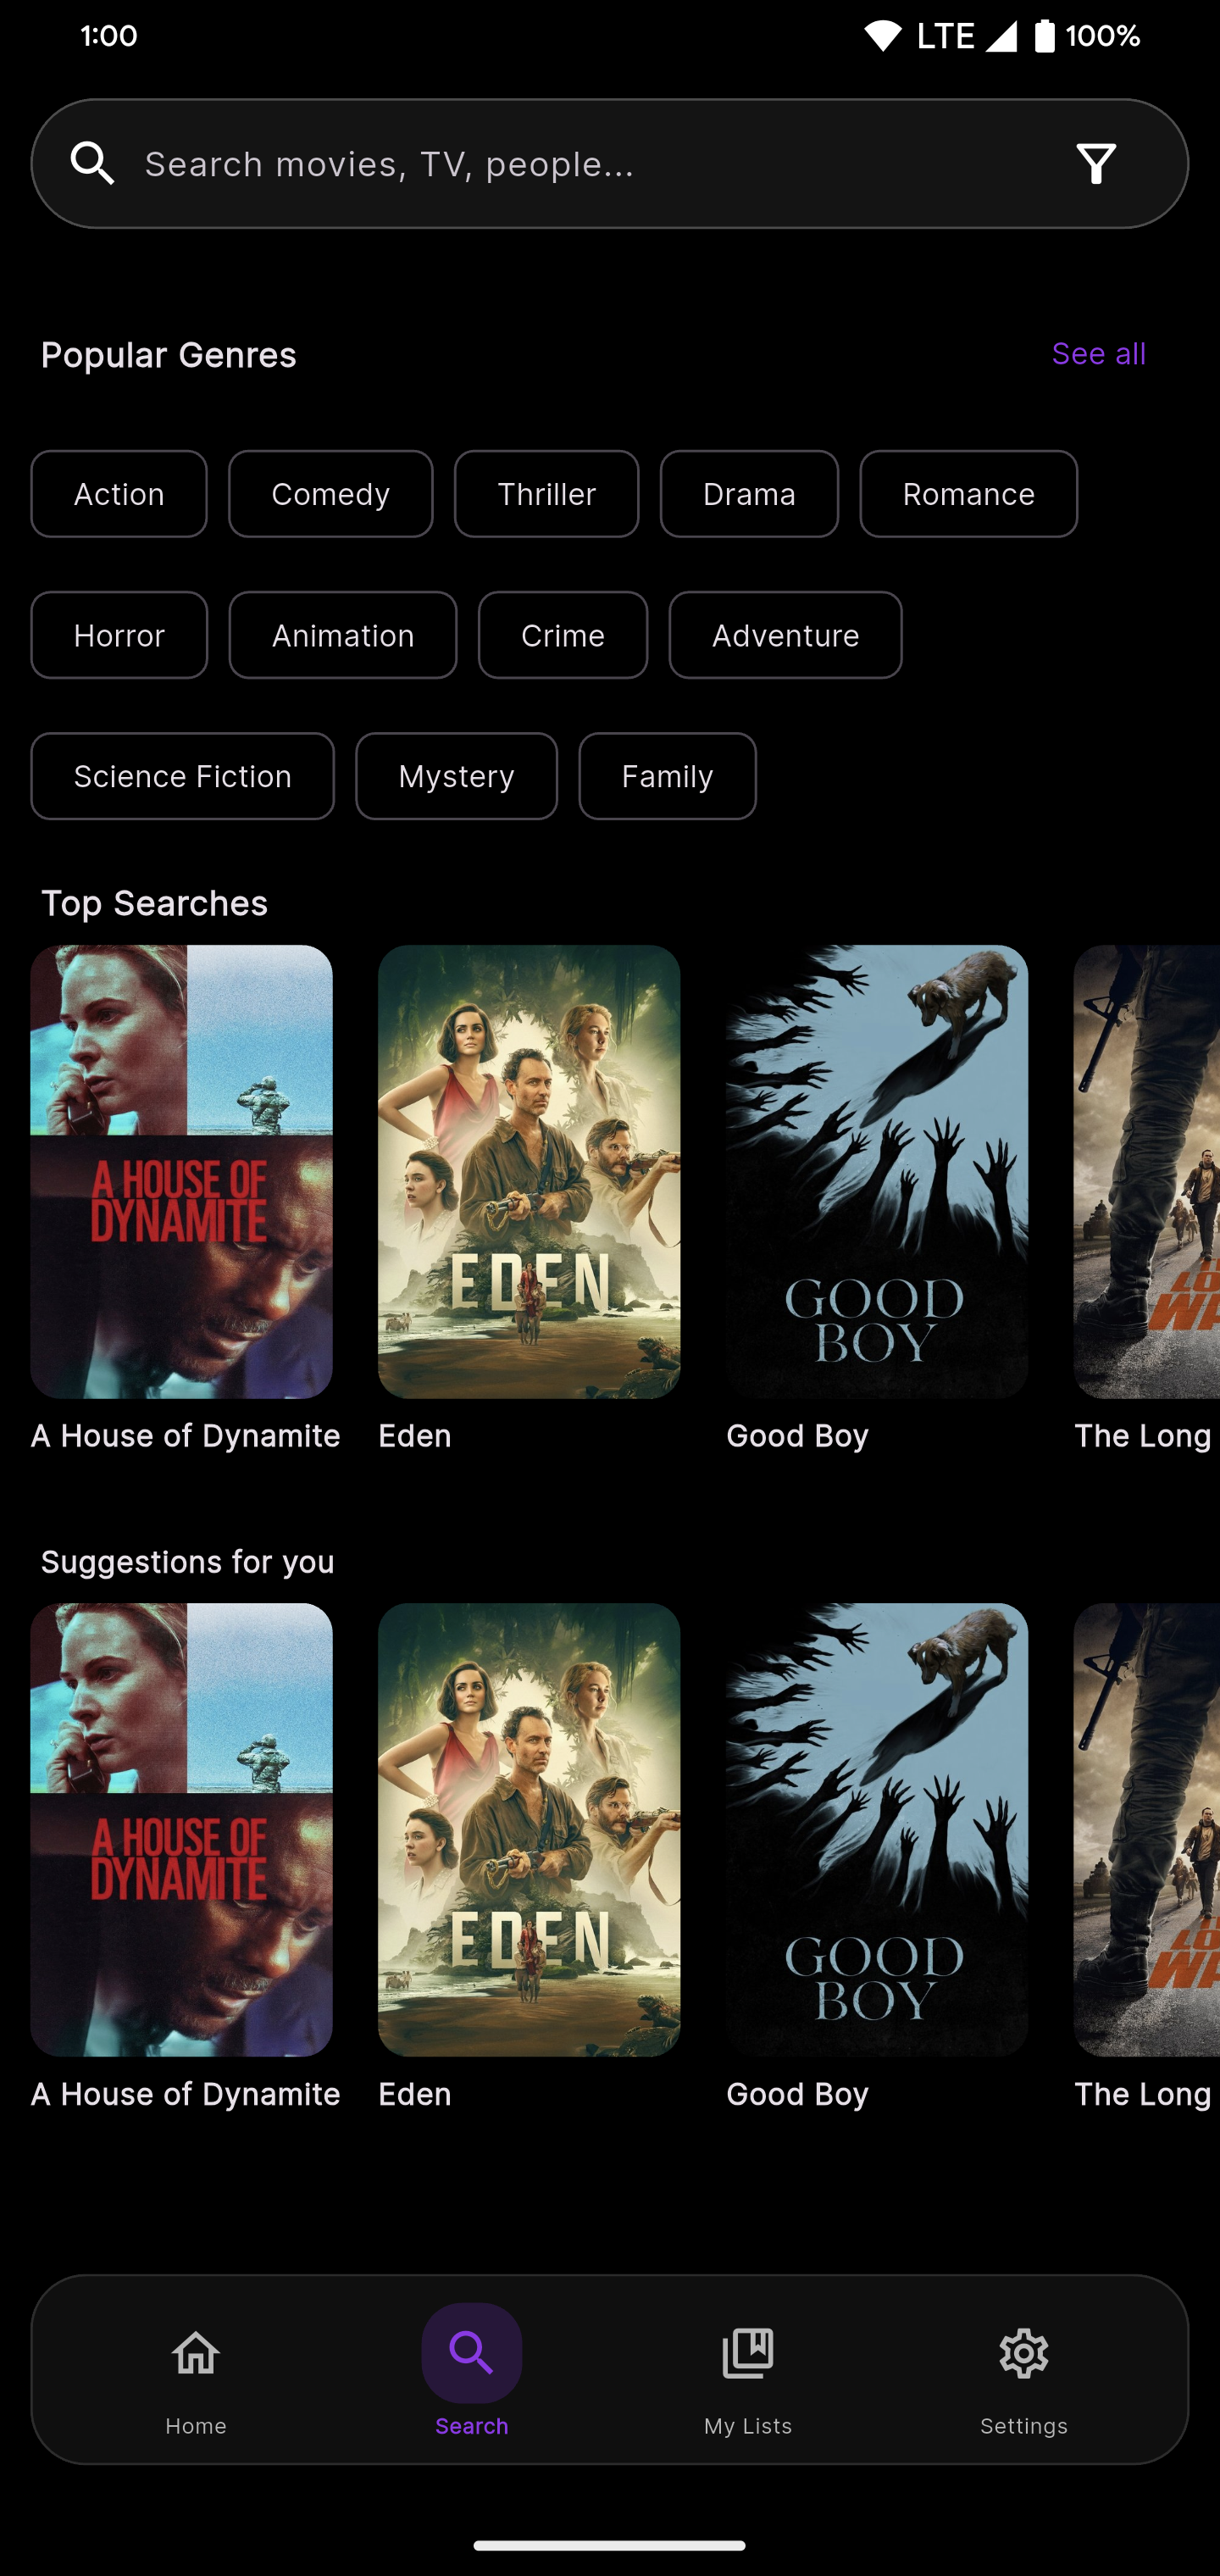 1:00 LTE 100%
Search movies, TV, people...
Popular Genres See all
Action Comedy Thriller Drama Romance
Horror Animation Crime Adventure
Science Fiction Mystery Family
Top Searches
A HOUSE OF
DYNAMITE
EDEN
GOOD
BOY
A House of Dynamite Eden Good Boy The Long
Suggestions for you
A HOUSE OF
DYNAMITE
EDEN
GOOD
BOY
A House of Dynamite Eden Good Boy The Long
Home Search My Lists Settings